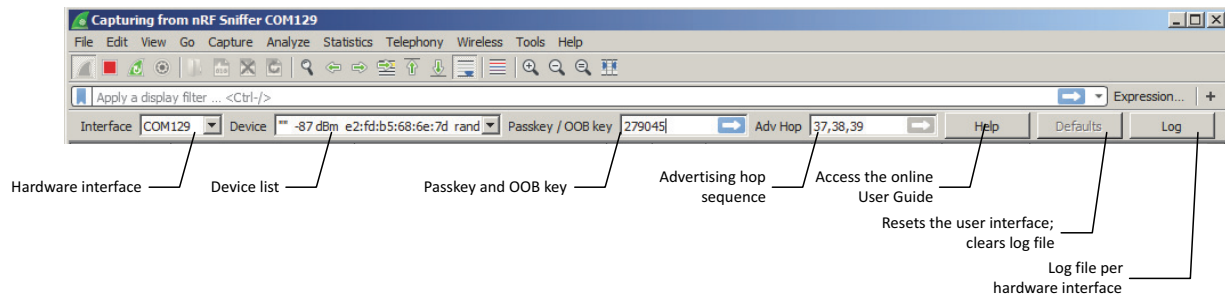 Capturing from nRF Sniffer COM129
File Edit View Go Capture Analyze Statistics Telephony Wireless Tools Help
Apply a display filter ... <Ctrl-/> Expression... +
Interface COM129 Device "" -87 dBm e2:fd:b5:68:6e:7d rand Passkey / OOB key 279045 Adv Hop 37,38,39 Help Defaults Log
Hardware interface Device list Passkey and OOB key Advertising hop Access the online
sequence User Guide
Resets the user interface;
clears log file
Log file per
hardware interface